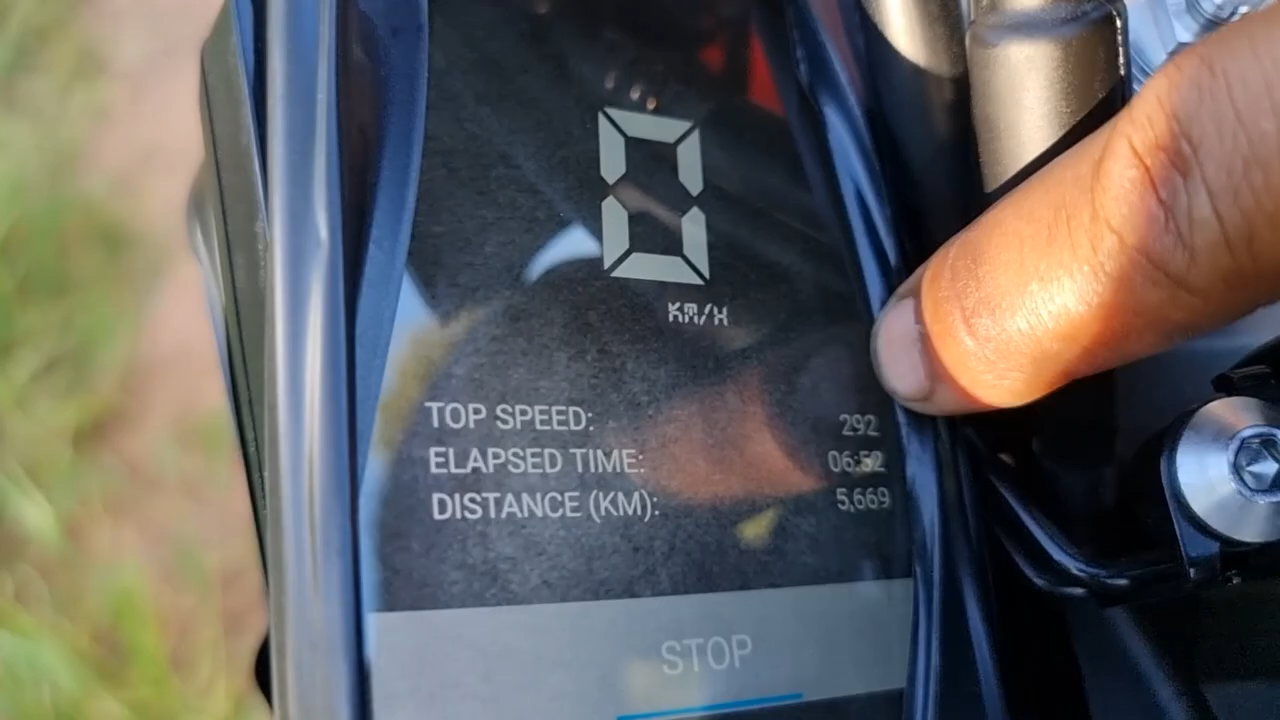 0
KM/H
TOP SPEED: 292
ELAPSED TIME: 06:52
DISTANCE (KM): 5,669
STOP